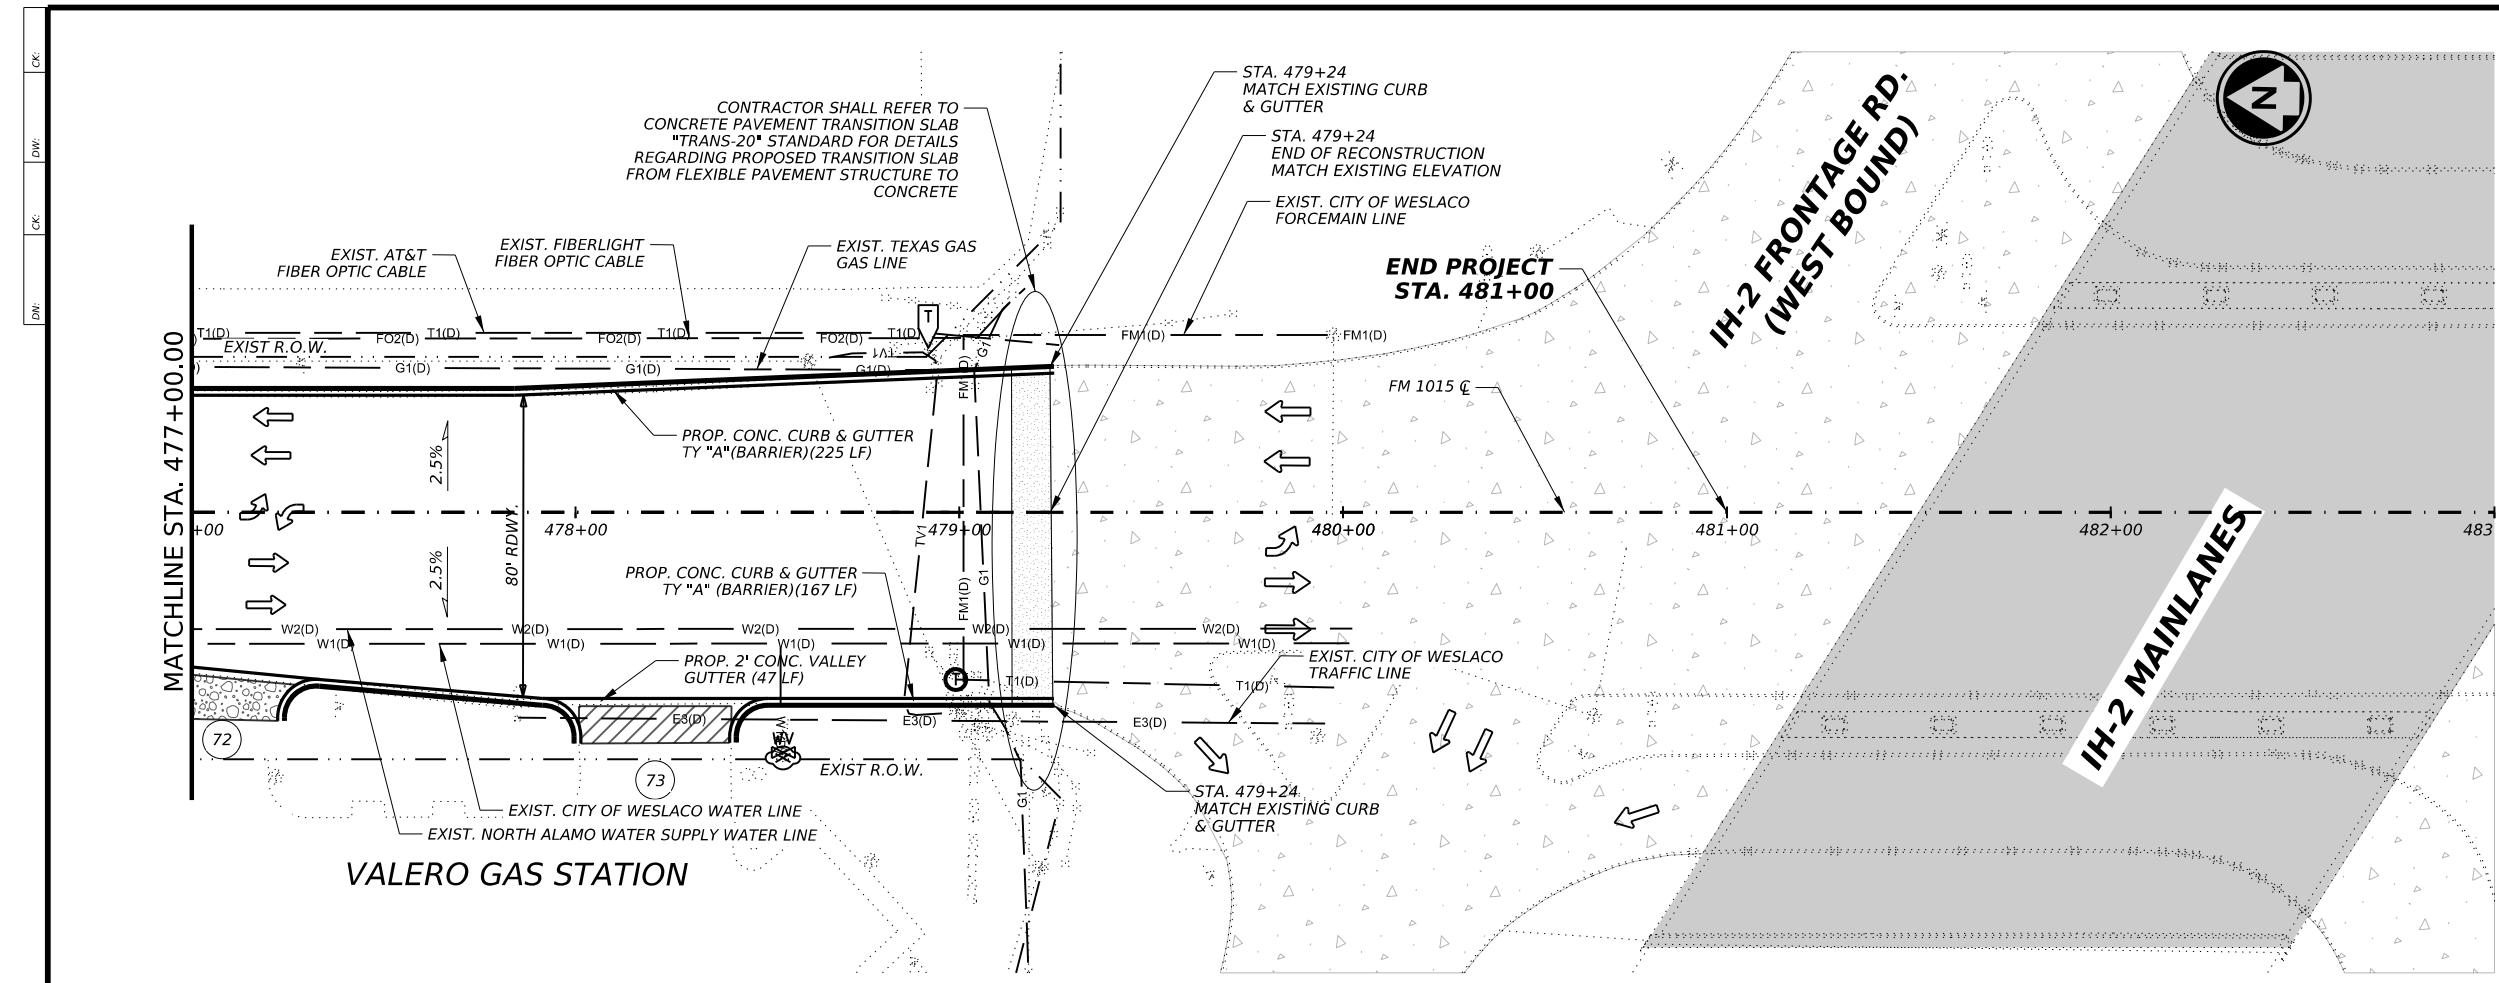 CK:
DW:
CK:
DN:
N
CONTRACTOR SHALL REFER TO
CONCRETE PAVEMENT TRANSITION SLAB
"TRANS-20" STANDARD FOR DETAILS
REGARDING PROPOSED TRANSITION SLAB
FROM FLEXIBLE PAVEMENT STRUCTURE TO
CONCRETE
STA. 479+24
MATCH EXISTING CURB
& GUTTER
STA. 479+24
END OF RECONSTRUCTION
MATCH EXISTING ELEVATION
EXIST. CITY OF WESLACO
FORCEMAIN LINE
END PROJECT
STA. 481+00
IH-2 FRONTAGE RD.
(WEST BOUND)
EXIST. AT&T
FIBER OPTIC CABLE
EXIST. FIBERLIGHT
FIBER OPTIC CABLE
EXIST. TEXAS GAS
GAS LINE
T
T1(D)
T1(D)
T1(D)
T1(D)
FO2(D)
FO2(D)
FO2(D)
FM1(D)
FM1(D)
EXIST R.O.W.
TV1
G1
G1(D)
G1(D)
G1(D)
FM1(D)
FM 1015 ℄
MATCHLINE STA. 477+00.00
2.5%
PROP. CONC. CURB & GUTTER
TY "A"(BARRIER)(225 LF)
+00
478+00
479+00
480+00
481+00
482+00
483
80' RDWY.
TV1
2.5%
PROP. CONC. CURB & GUTTER
TY "A" (BARRIER)(167 LF)
FM1(D)
G1
W2(D)
W2(D)
W2(D)
W2(D)
W2(D)
W1(D)
W1(D)
W1(D)
W1(D)
W1(D)
PROP. 2' CONC. VALLEY
GUTTER (47 LF)
EXIST. CITY OF WESLACO
TRAFFIC LINE
T
T1(D)
T1(D)
E3(D)
E3(D)
E3(D)
IH-2 MAINLANES
72
73
WV
EXIST R.O.W.
G1
STA. 479+24
MATCH EXISTING CURB
& GUTTER
EXIST. CITY OF WESLACO WATER LINE
EXIST. NORTH ALAMO WATER SUPPLY WATER LINE
VALERO GAS STATION